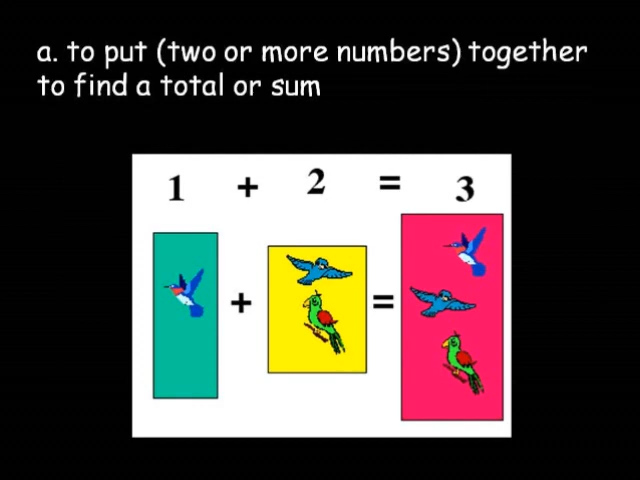 a. to put (two or more numbers) together
to find a total or sum
1 + 2 = 3
+ =